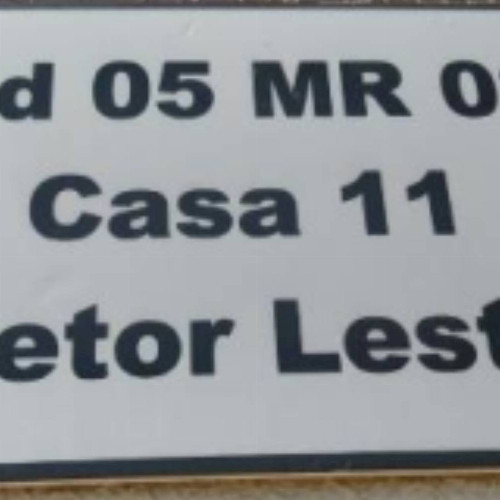 d 05 MR 0
Casa 11
etor Lest